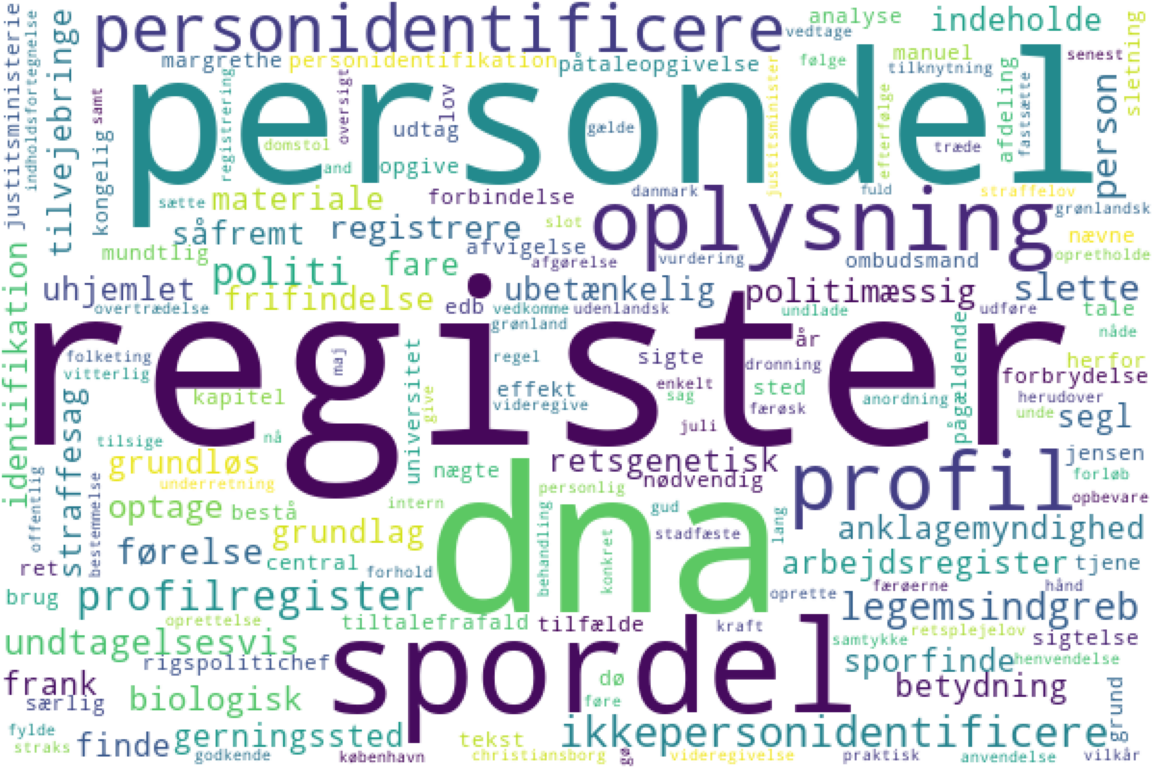 personidentificere
analyse
vedtage
indeholde
justitsministerie
indholdsfortegnelse
tilvejebringe
kongelig
samt
margrethe
personidentifikation
påtaleopgivelse
følge
manuel
tilknytning
senest
sletning
persondel
registrering
domstol
oversigt
and
lov
udtag
opgive
gælde
justitsminister
efterfølge
træde
afdeling
fastsætte
person
sætte
materiale
forbindelse
danmark
fuld
straffelov
grønlandsk
såfremt
registrere
slot
oplysning
nævne
mundtlig
politi
fare
afvigelse
afgørelse
vurdering
ombudsmand
opretholde
identifikation
uhjemlet
frifindelse
edb
ubetænkelig
politimæssig
slette
overtrædelse
vedkomme
udenlandsk
undlade
udføre
tale
register
folketing
vitterlig
maj
grønland
regel
sigte
år
dronning
nåde
herfor
kapitel
universitet
give
effekt
videregive
enkelt
sag
færøsk
sted
anordning
pågældende
forbrydelse
herudover
unde
segl
juli
straffesag
tilsige
nå
grundløs
underretning
nægte
retsgenetisk
nødvendig
profil
jensen
forløb
opbevare
offentlig
bestemmelse
optage
bestå
grundlag
intern
dna
personlig
gud
stadfæste
lang
behandling
konkret
anklagemyndighed
ret
førelse
central
forhold
arbejdsregister
tjene
brug
profilregister
oprette
færøerne
hånd
legemsindgreb
oprettelse
tiltalefrafald
tilfælde
kraft
samtykke
retsplejelov
sigtelse
undtagelsesvis
rigspolitichef
spordel
sporfinde
henvendelse
frank
særlig
biologisk
dø
føre
betydning
grund
fylde
straks
finde
gerningssted
godkende
københavn
tekst
christiansborg
ikkepersonidentificere
videregivelse
praktisk
anvendelse
vilkår